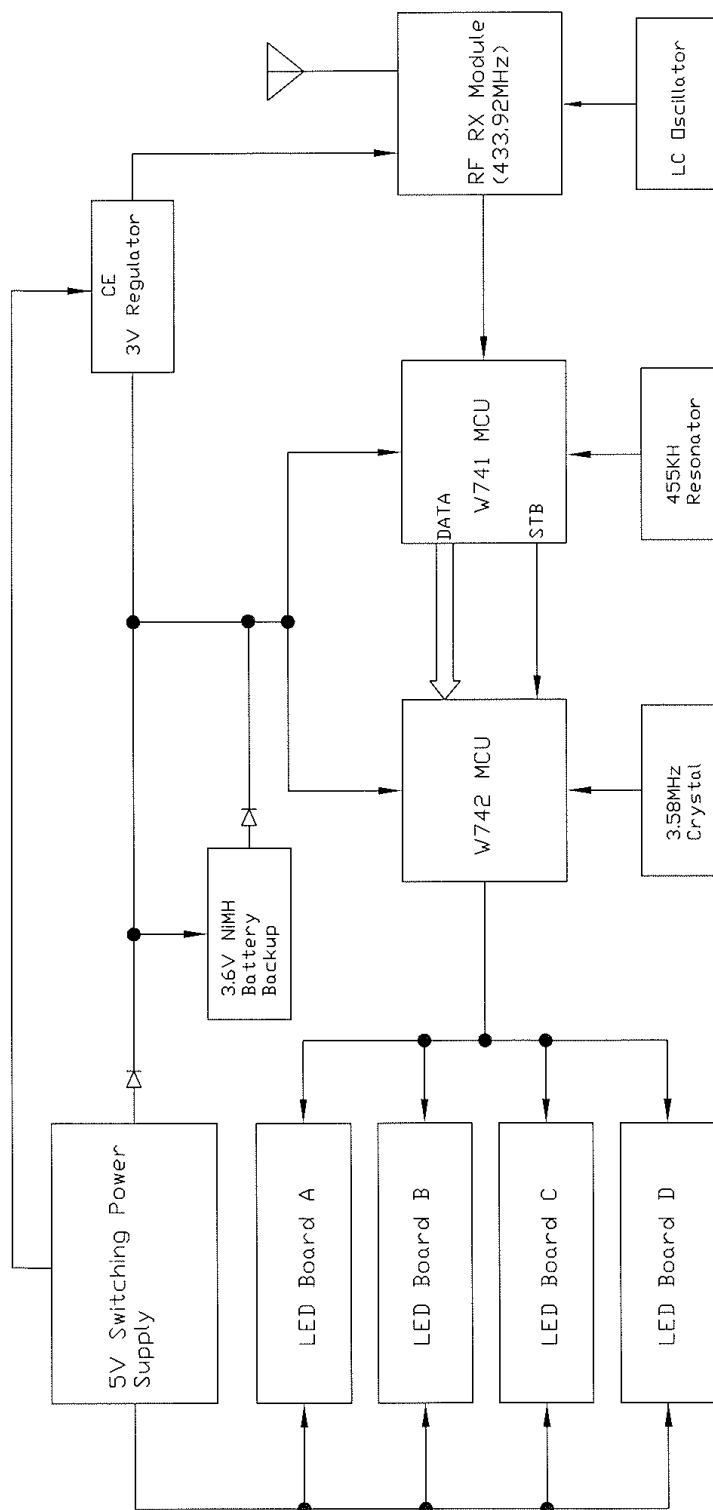 5V Switching Power
Supply
3.6V NiMH
Battery
Backup
CE
3V Regulator
LED Board A
LED Board B
LED Board C
LED Board D
W742 MCU
DATA
STB
W741 MCU
RF RX Module
(433.92MHz)
3.58MHz
Crystal
455KH
Resonator
LC Oscillator